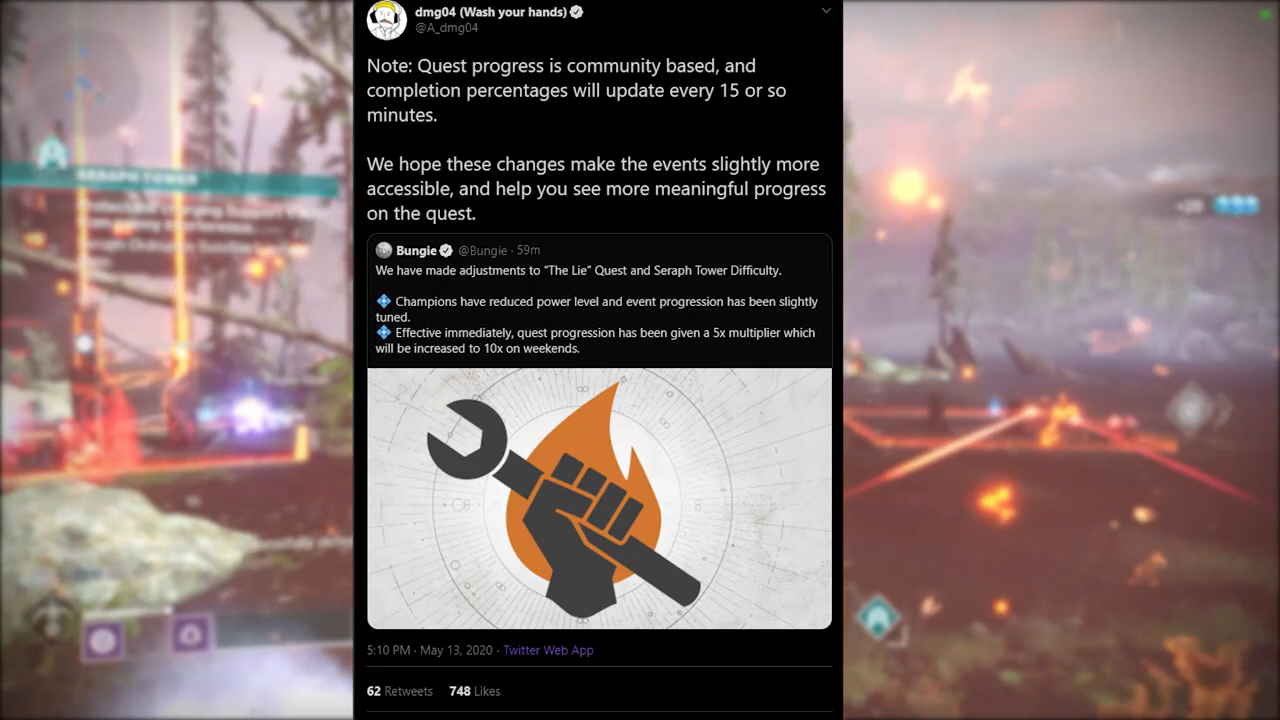 dmg04 (Wash your hands)
@A_dmg04
Note: Quest progress is community based, and
completion percentages will update every 15 or so
minutes.
We hope these changes make the events slightly more
accessible, and help you see more meaningful progress
on the quest.
Bungie @Bungie · 59m
We have made adjustments to “The Lie” Quest and Seraph Tower Difficulty.
💠 Champions have reduced power level and event progression has been slightly
tuned.
💠 Effective immediately, quest progression has been given a 5x multiplier which
will be increased to 10x on weekends.
5:10 PM · May 13, 2020 · Twitter Web App
62 Retweets 748 Likes
SERAPH TOWER